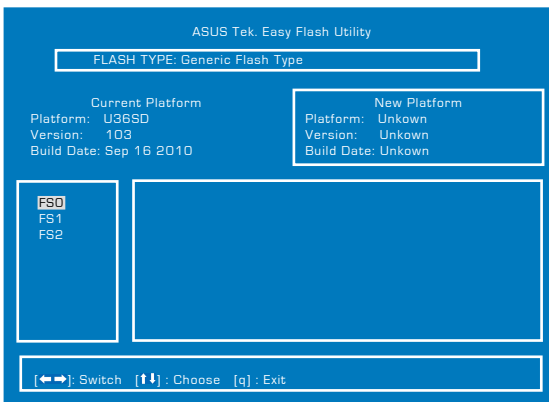 ASUS Tek. Easy Flash Utility
FLASH TYPE: Generic Flash Type
Current Platform
Platform: U36SD
Version: 103
Build Date: Sep 16 2010
New Platform
Platform: Unkown
Version: Unkown
Build Date: Unkown
FS0
FS1
FS2
[←→]: Switch [↑↓] : Choose [q] : Exit